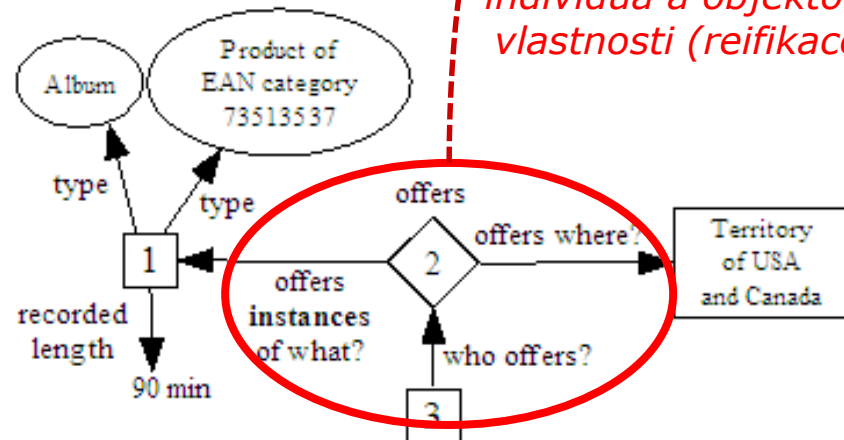 individua a objekto
vlastnosti (reifikace
Product of
EAN category
73513537
Album
type
type
offers
offers where?
Territory
of USA
and Canada
1
2
offers
instances
of what?
recorded
length
who offers?
90 min
3